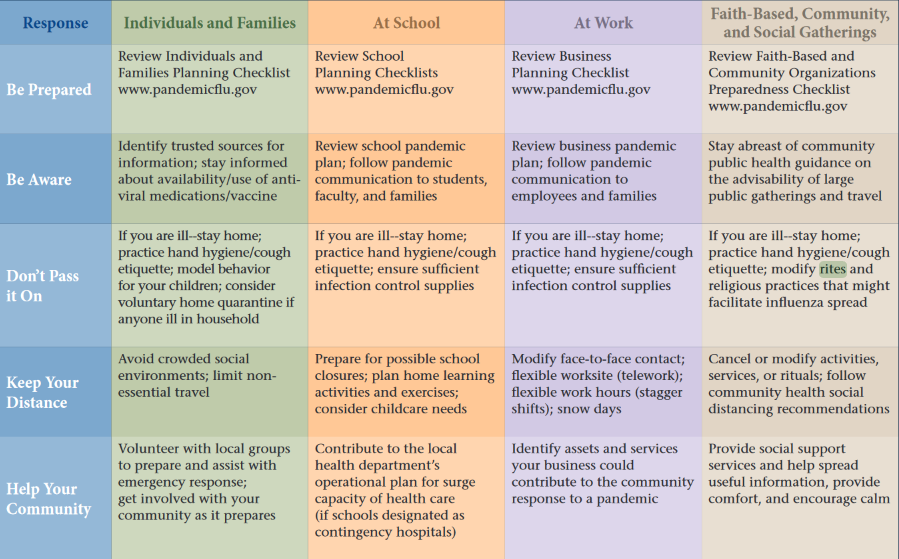 Response
Individuals and Families
At School
At Work
Faith-Based, Community,
and Social Gatherings
Be Prepared
Review Individuals and
Families Planning Checklist
www.pandemicflu.gov
Review School
Planning Checklists
www.pandemicflu.gov
Review Business
Planning Checklist
www.pandemicflu.gov
Review Faith-Based and
Community Organizations
Preparedness Checklist
www.pandemicflu.gov
Be Aware
Identify trusted sources for
information; stay informed
about availability/use of anti-
viral medications/vaccine
Review school pandemic
plan; follow pandemic
communication to students,
faculty, and families
Review business pandemic
plan; follow pandemic
communication to
employees and families
Stay abreast of community
public health guidance on
the advisability of large
public gatherings and travel
Don't Pass
it On
If you are ill--stay home;
practice hand hygiene/cough
etiquette; model behavior
for your children; consider
voluntary home quarantine if
anyone ill in household
If you are ill--stay home;
practice hand hygiene/cough
etiquette; ensure sufficient
infection control supplies
If you are ill--stay home;
practice hand hygiene/cough
etiquette; ensure sufficient
infection control supplies
If you are ill--stay home;
practice hand hygiene/cough
etiquette; modify rites and
religious practices that might
facilitate influenza spread
Keep Your
Distance
Avoid crowded social
environments; limit non-
essential travel
Prepare for possible school
closures; plan home learning
activities and exercises;
consider childcare needs
Modify face-to-face contact;
flexible worksite (telework);
flexible work hours (stagger
shifts); snow days
Cancel or modify activities,
services, or rituals; follow
community health social
distancing recommendations
Help Your
Community
Volunteer with local groups
to prepare and assist with
emergency response;
get involved with your
community as it prepares
Contribute to the local
health department's
operational plan for surge
capacity of health care
(if schools designated as
contingency hospitals)
Identify assets and services
your business could
contribute to the community
response to a pandemic
Provide social support
services and help spread
useful information, provide
comfort, and encourage calm